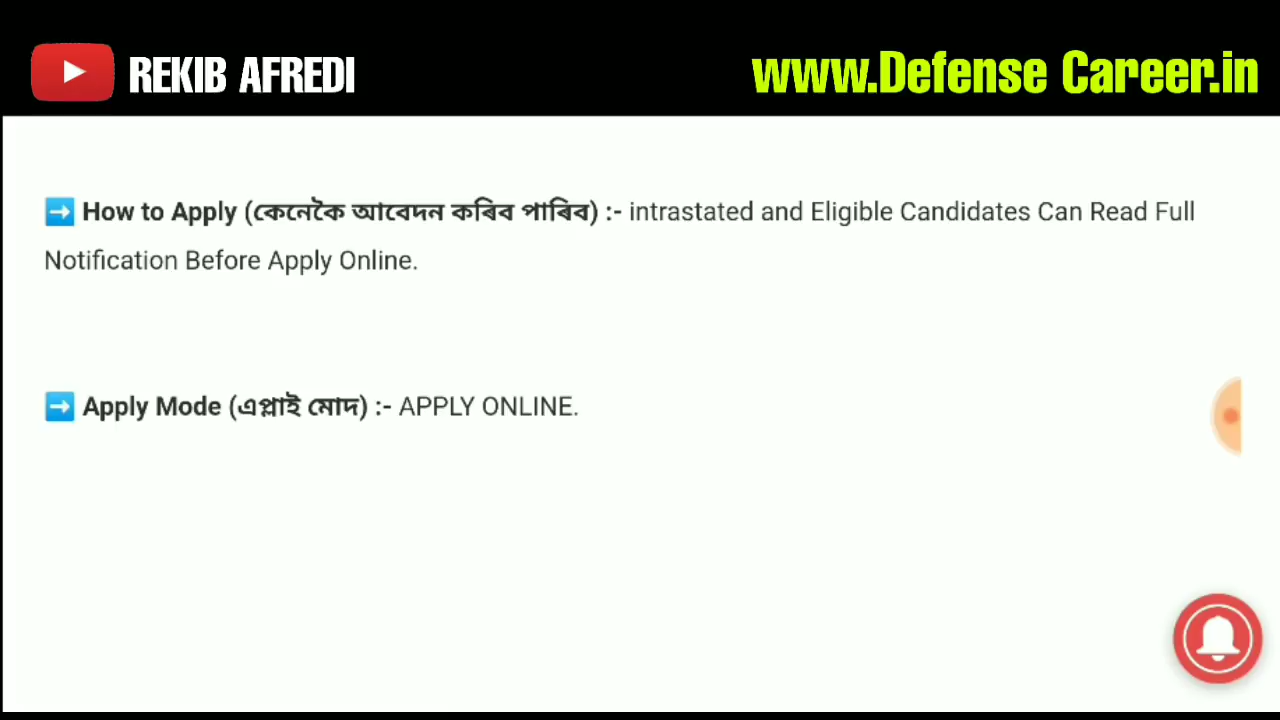 REKIB AFREDI
www.Defense Career.in
➡ How to Apply (কেনেকৈ আবেদন কৰিব পাৰিব) :- intrastated and Eligible Candidates Can Read Full
Notification Before Apply Online.
➡ Apply Mode (এপ্লাই মোদ) :- APPLY ONLINE.